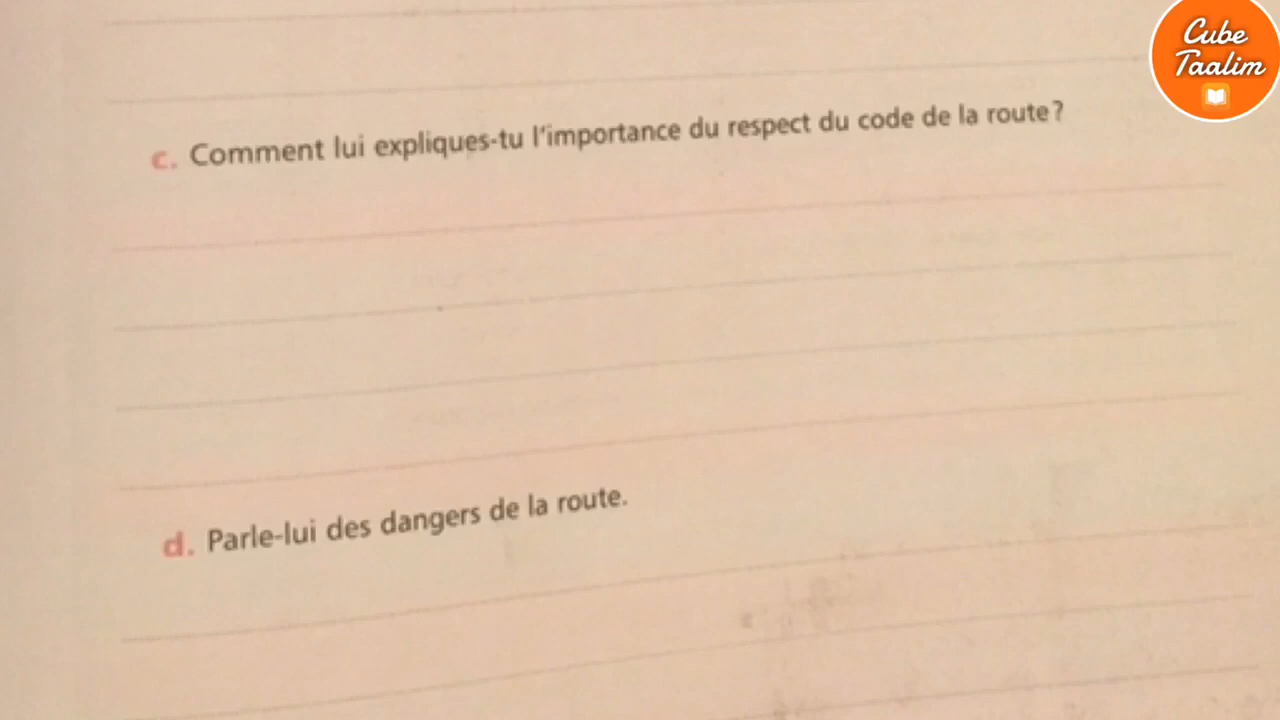 Cube
Taalim
c. Comment lui expliques-tu l'importance du respect du code de la route?
d. Parle-lui des dangers de la route.